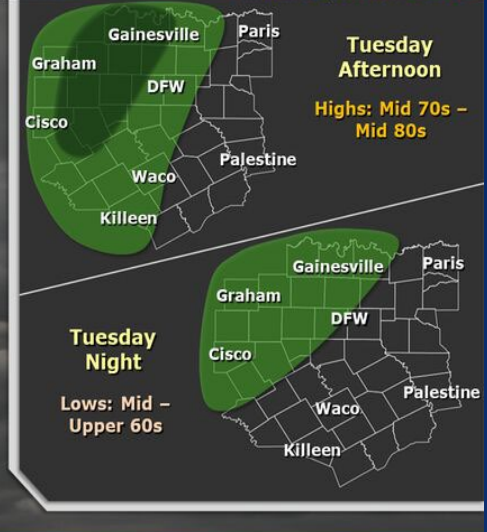 Gainesville
Paris
Graham
DFW
Cisco
Palestine
Waco
Killeen
Tuesday
Afternoon
Highs: Mid 70s –
Mid 80s
Gainesville
Paris
Graham
DFW
Cisco
Palestine
Waco
Killeen
Tuesday
Night
Lows: Mid –
Upper 60s